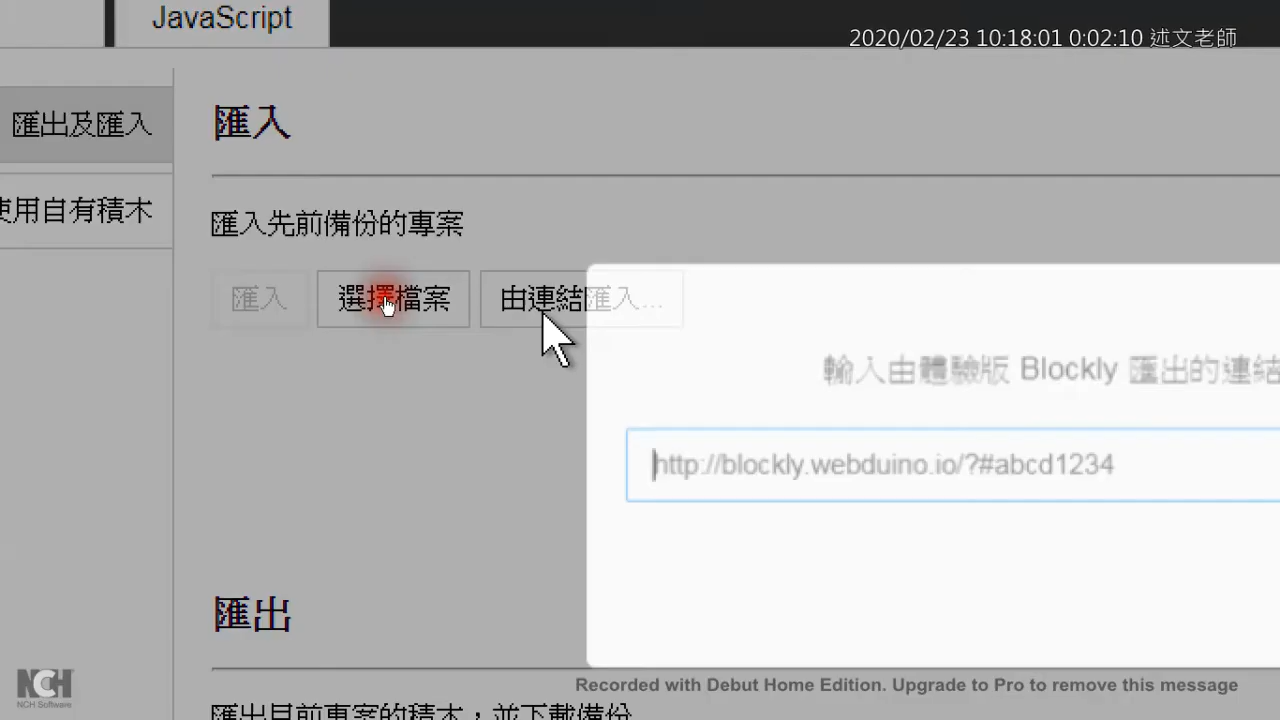 JavaScript
2020/02/23 10:18:01 0:02:10 述文老師
匯出及匯入
匯入
使用自有積木
匯入先前備份的專案
匯入
選擇檔案
由連結匯入...
輸入由體驗版 Blockly 匯出的連結
http://blockly.webduino.io/?#abcd1234
匯出
匯出目前專案的積木，並下載備份
NCH
NCH Software
Recorded with Debut Home Edition. Upgrade to Pro to remove this message